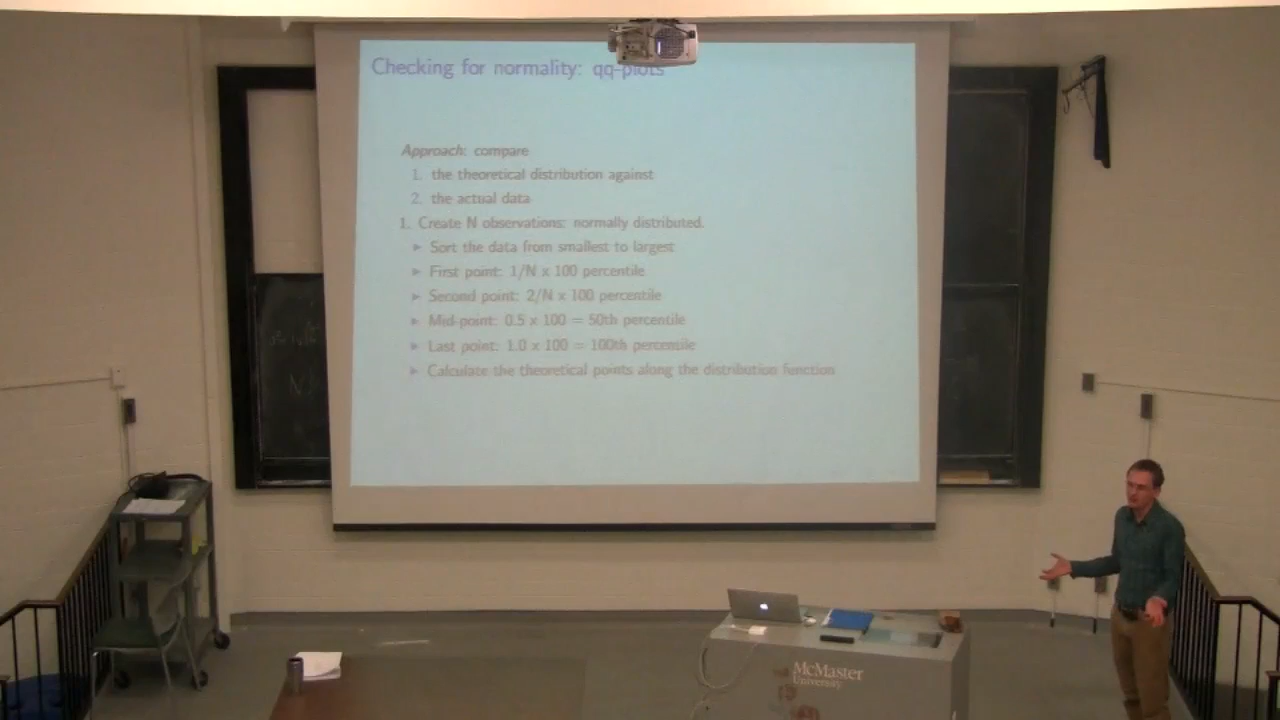 Checking for normality: qq-plots
Approach: compare
1. the theoretical distribution against
2. the actual data
1. Create N observations: normally distributed.
▶ Sort the data from smallest to largest
▶ First point: 1/N x 100 percentile
▶ Second point: 2/N x 100 percentile
▶ Mid-point: 0.5 x 100 = 50th percentile
▶ Last point: 1.0 x 100 = 100th percentile
▶ Calculate the theoretical points along the distribution function
McMaster
University